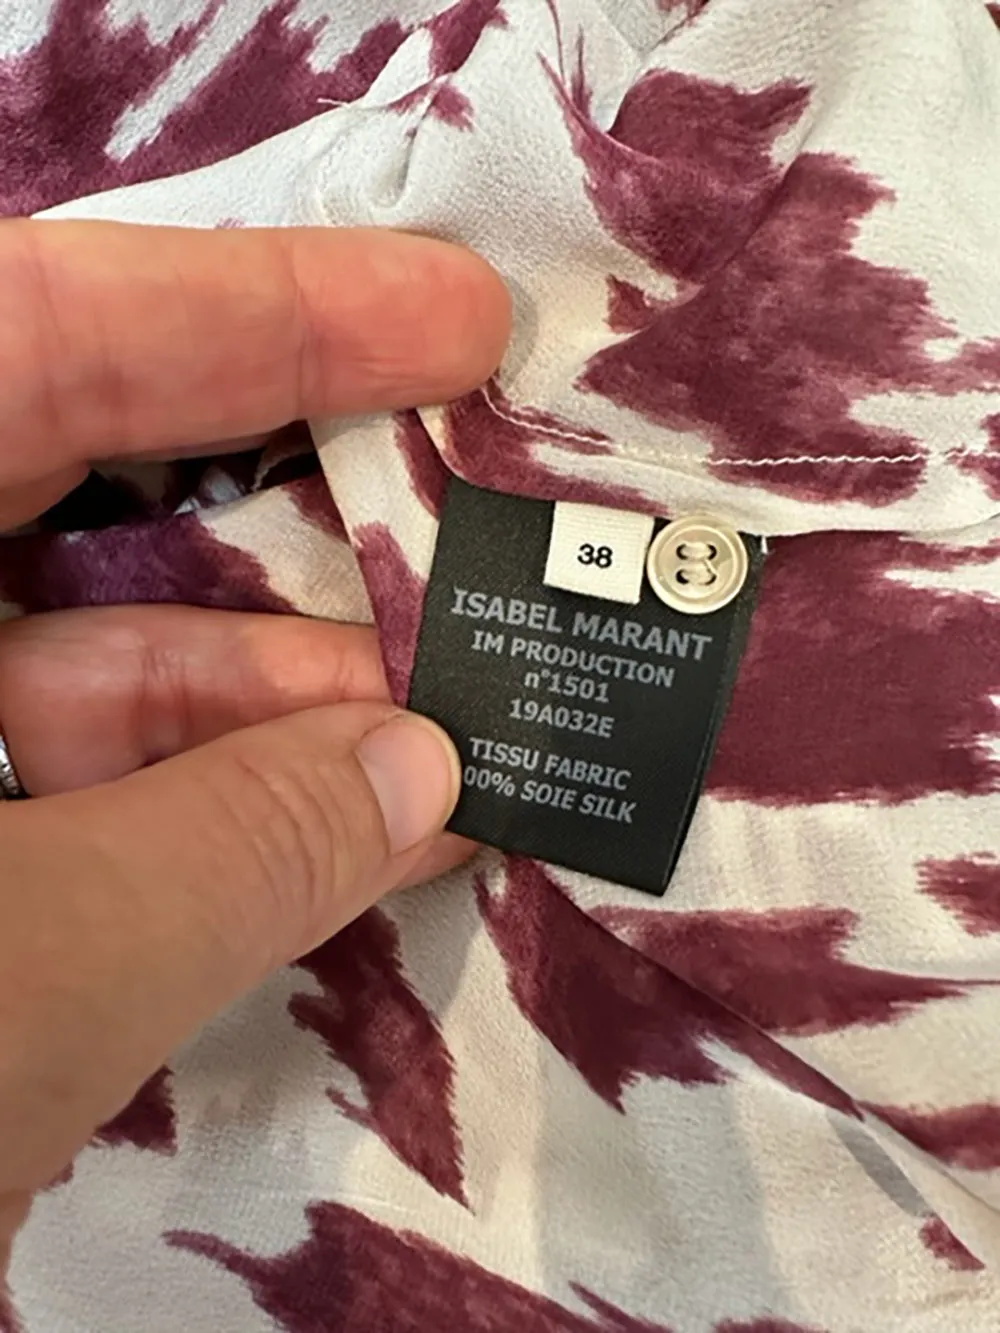 38
ISABEL MARANT
IM PRODUCTION
n°1501
19A032E
TISSU FABRIC
00% SOIE SILK